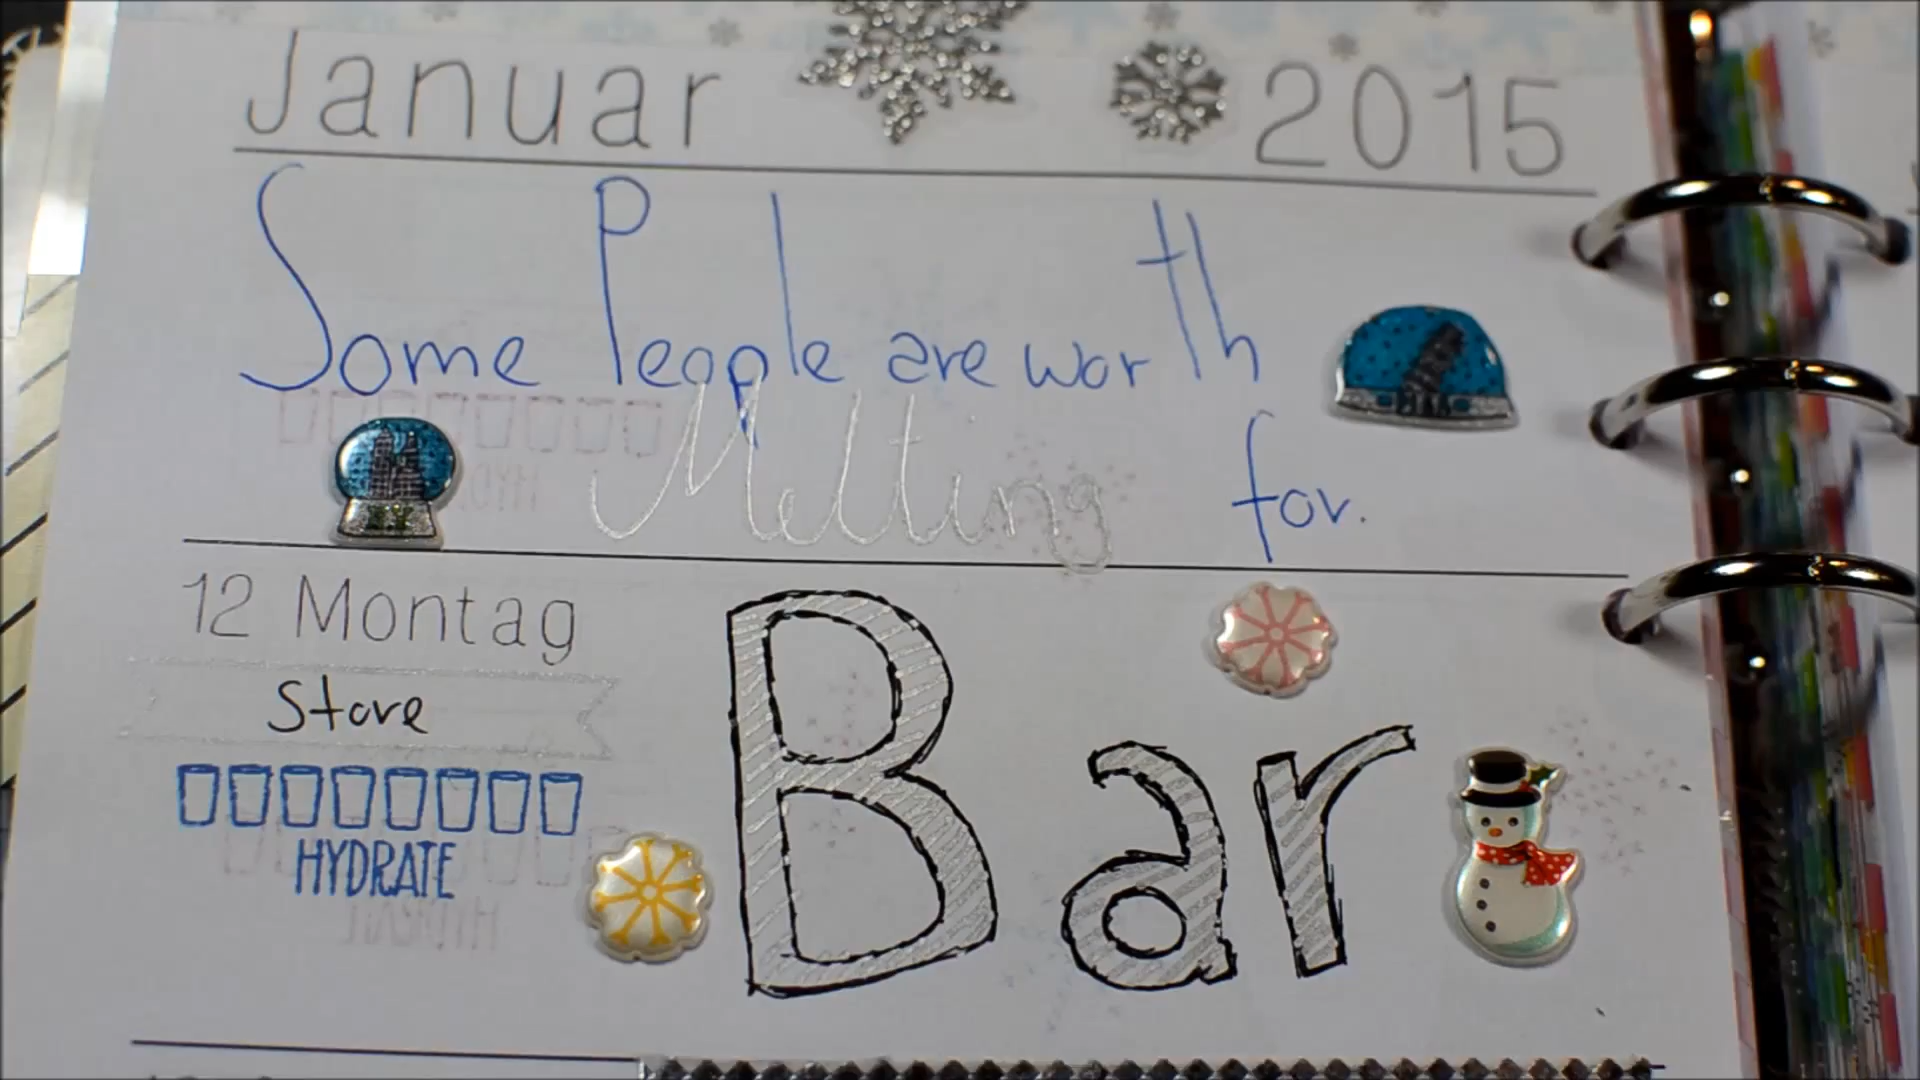 Januar 2015
Some People are worth
Melting for.
12 Montag
Store
HYDRATE
Bar